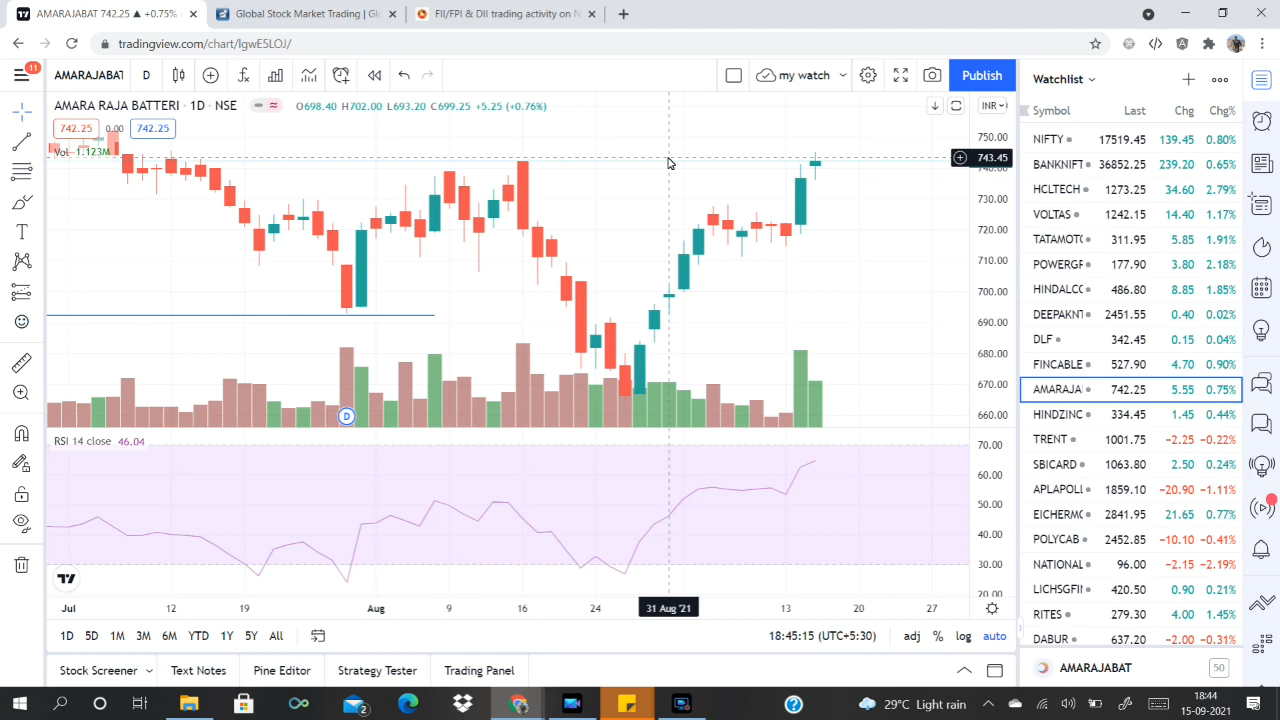 AMARAJABAT 742.25 ▲ +0.75%
Global Stock Market Trading | Gl
FII/FPI & DII trading activity on N
tradingview.com/chart/lgwE5LOJ/
11
AMARAJABAT
D
my watch
Publish
AMARA RAJA BATTERI · 1D · NSE
O698.40 H702.00 L693.20 C699.25 +5.25 (+0.76%)
INR
742.25 0.00 742.25
Vol 1.123M
750.00
743.45
740.00
730.00
720.00
710.00
700.00
690.00
680.00
670.00
660.00
D
RSI 14 close 46.04
70.00
60.00
50.00
40.00
30.00
20.00
Jul 12 19 Aug 9 16 24 31 Aug '21 13 20 27
1D 5D 1M 3M 6M YTD 1Y 5Y All
18:45:15 (UTC+5:30) adj % log auto
Stock Screener Text Notes Pine Editor Strategy Tester Trading Panel
Watchlist
Symbol Last Chg Chg%
NIFTY 17519.45 139.45 0.80%
BANKNIFT 36852.25 239.20 0.65%
HCLTECH 1273.25 34.60 2.79%
VOLTAS 1242.15 14.40 1.17%
TATAMOTO 311.95 5.85 1.91%
POWERGF 177.90 3.80 2.18%
HINDALCO 486.80 8.85 1.85%
DEEPAKNT 2451.55 0.40 0.02%
DLF 342.45 0.15 0.04%
FINCABLE 527.90 4.70 0.90%
AMARAJA 742.25 5.55 0.75%
HINDZINC 334.45 1.45 0.44%
TRENT 1001.75 −2.25 −0.22%
SBICARD 1063.80 2.50 0.24%
APLAPOLL 1859.10 −20.90 −1.11%
EICHERMO 2841.95 21.65 0.77%
POLYCAB 2452.85 −10.10 −0.41%
NATIONAL 96.00 −2.15 −2.19%
LICHSGFI 420.50 0.90 0.21%
RITES 279.30 4.00 1.45%
DABUR 637.20 −2.00 −0.31%
AMARAJABAT 50
2
29°C Light rain
18:44
15-09-2021